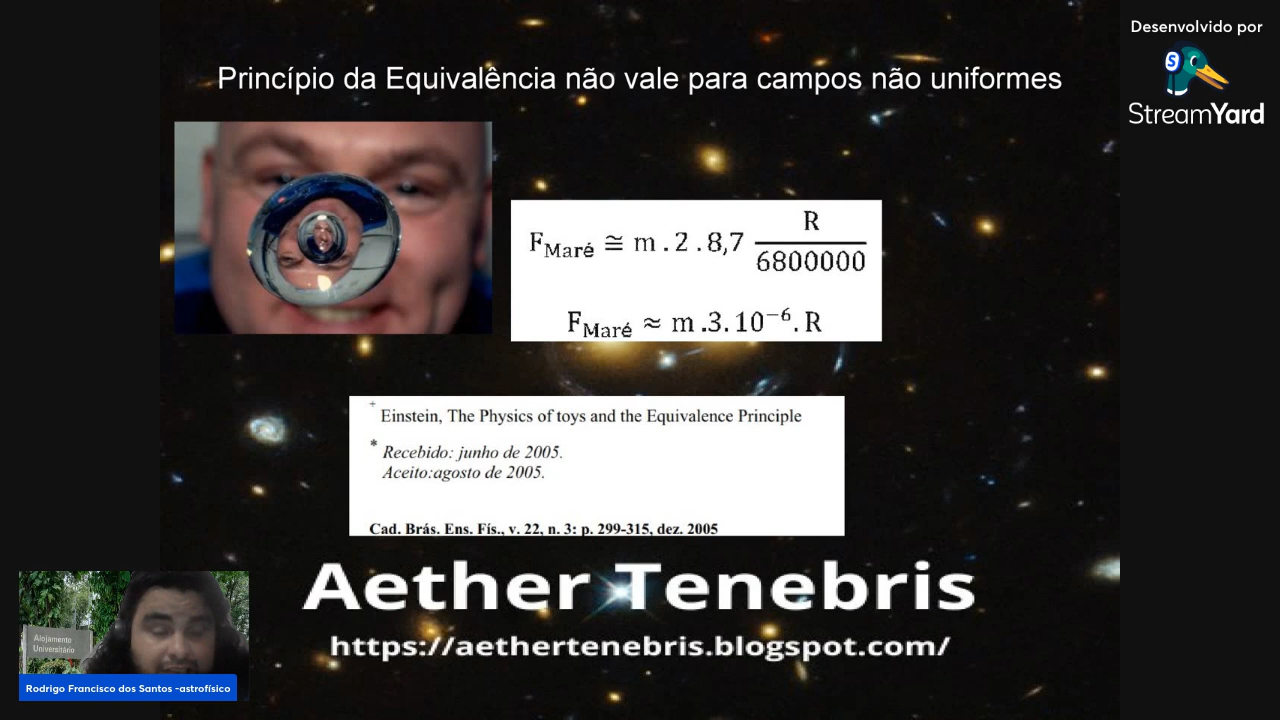 Desenvolvido por
StreamYard
Princípio da Equivalência não vale para campos não uniformes
F_Maré ≅ m . 2 . 8,7 R/6800000
F_Maré ≈ m .3. 10⁻⁶. R
+ Einstein, The Physics of toys and the Equivalence Principle
* Recebido: junho de 2005.
Aceito:agosto de 2005.
Cad. Brás. Ens. Fís., v. 22, n. 3: p. 299-315, dez. 2005
Aether Tenebris
https://aethertenebris.blogspot.com/
Alojamento
Universitário
Rodrigo Francisco dos Santos -astrofísico